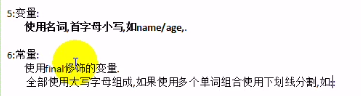 5:变量:
使用名词,首字母小写,如name/age,.
6:常量:
使用final修饰的变量.
全部使用大写字母组成,如果使用多个单词组合使用下划线分割,如: